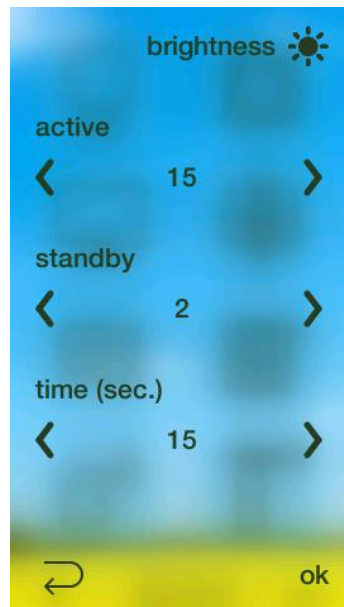 brightness
active
15
standby
2
time (sec.)
15
ok